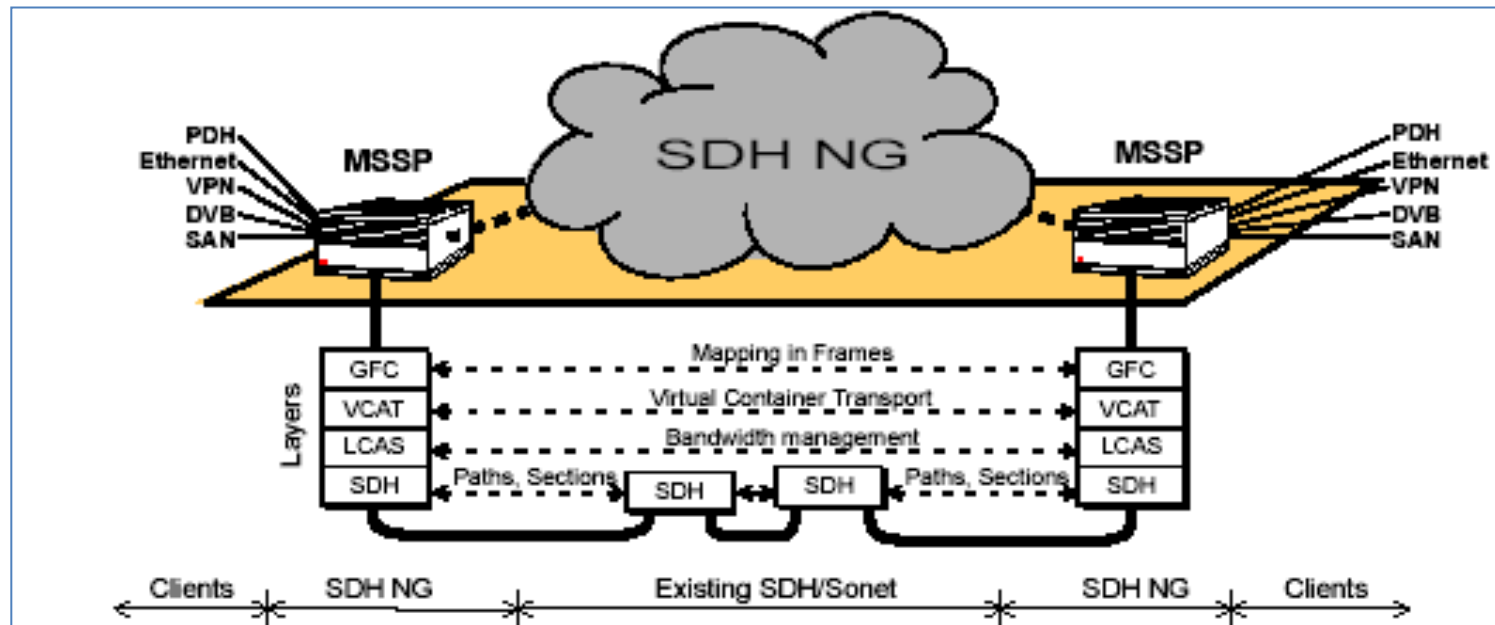 SDH NG
PDH
Ethernet
VPN
DVB
SAN
MSSP
MSSP
PDH
Ethernet
VPN
DVB
SAN
Layers
GFC
VCAT
LCAS
SDH
Mapping in Frames
Virtual Container Transport
Bandwidth management
Paths, Sections
SDH
SDH
Paths, Sections
GFC
VCAT
LCAS
SDH
Clients
SDH NG
Existing SDH/Sonet
SDH NG
Clients